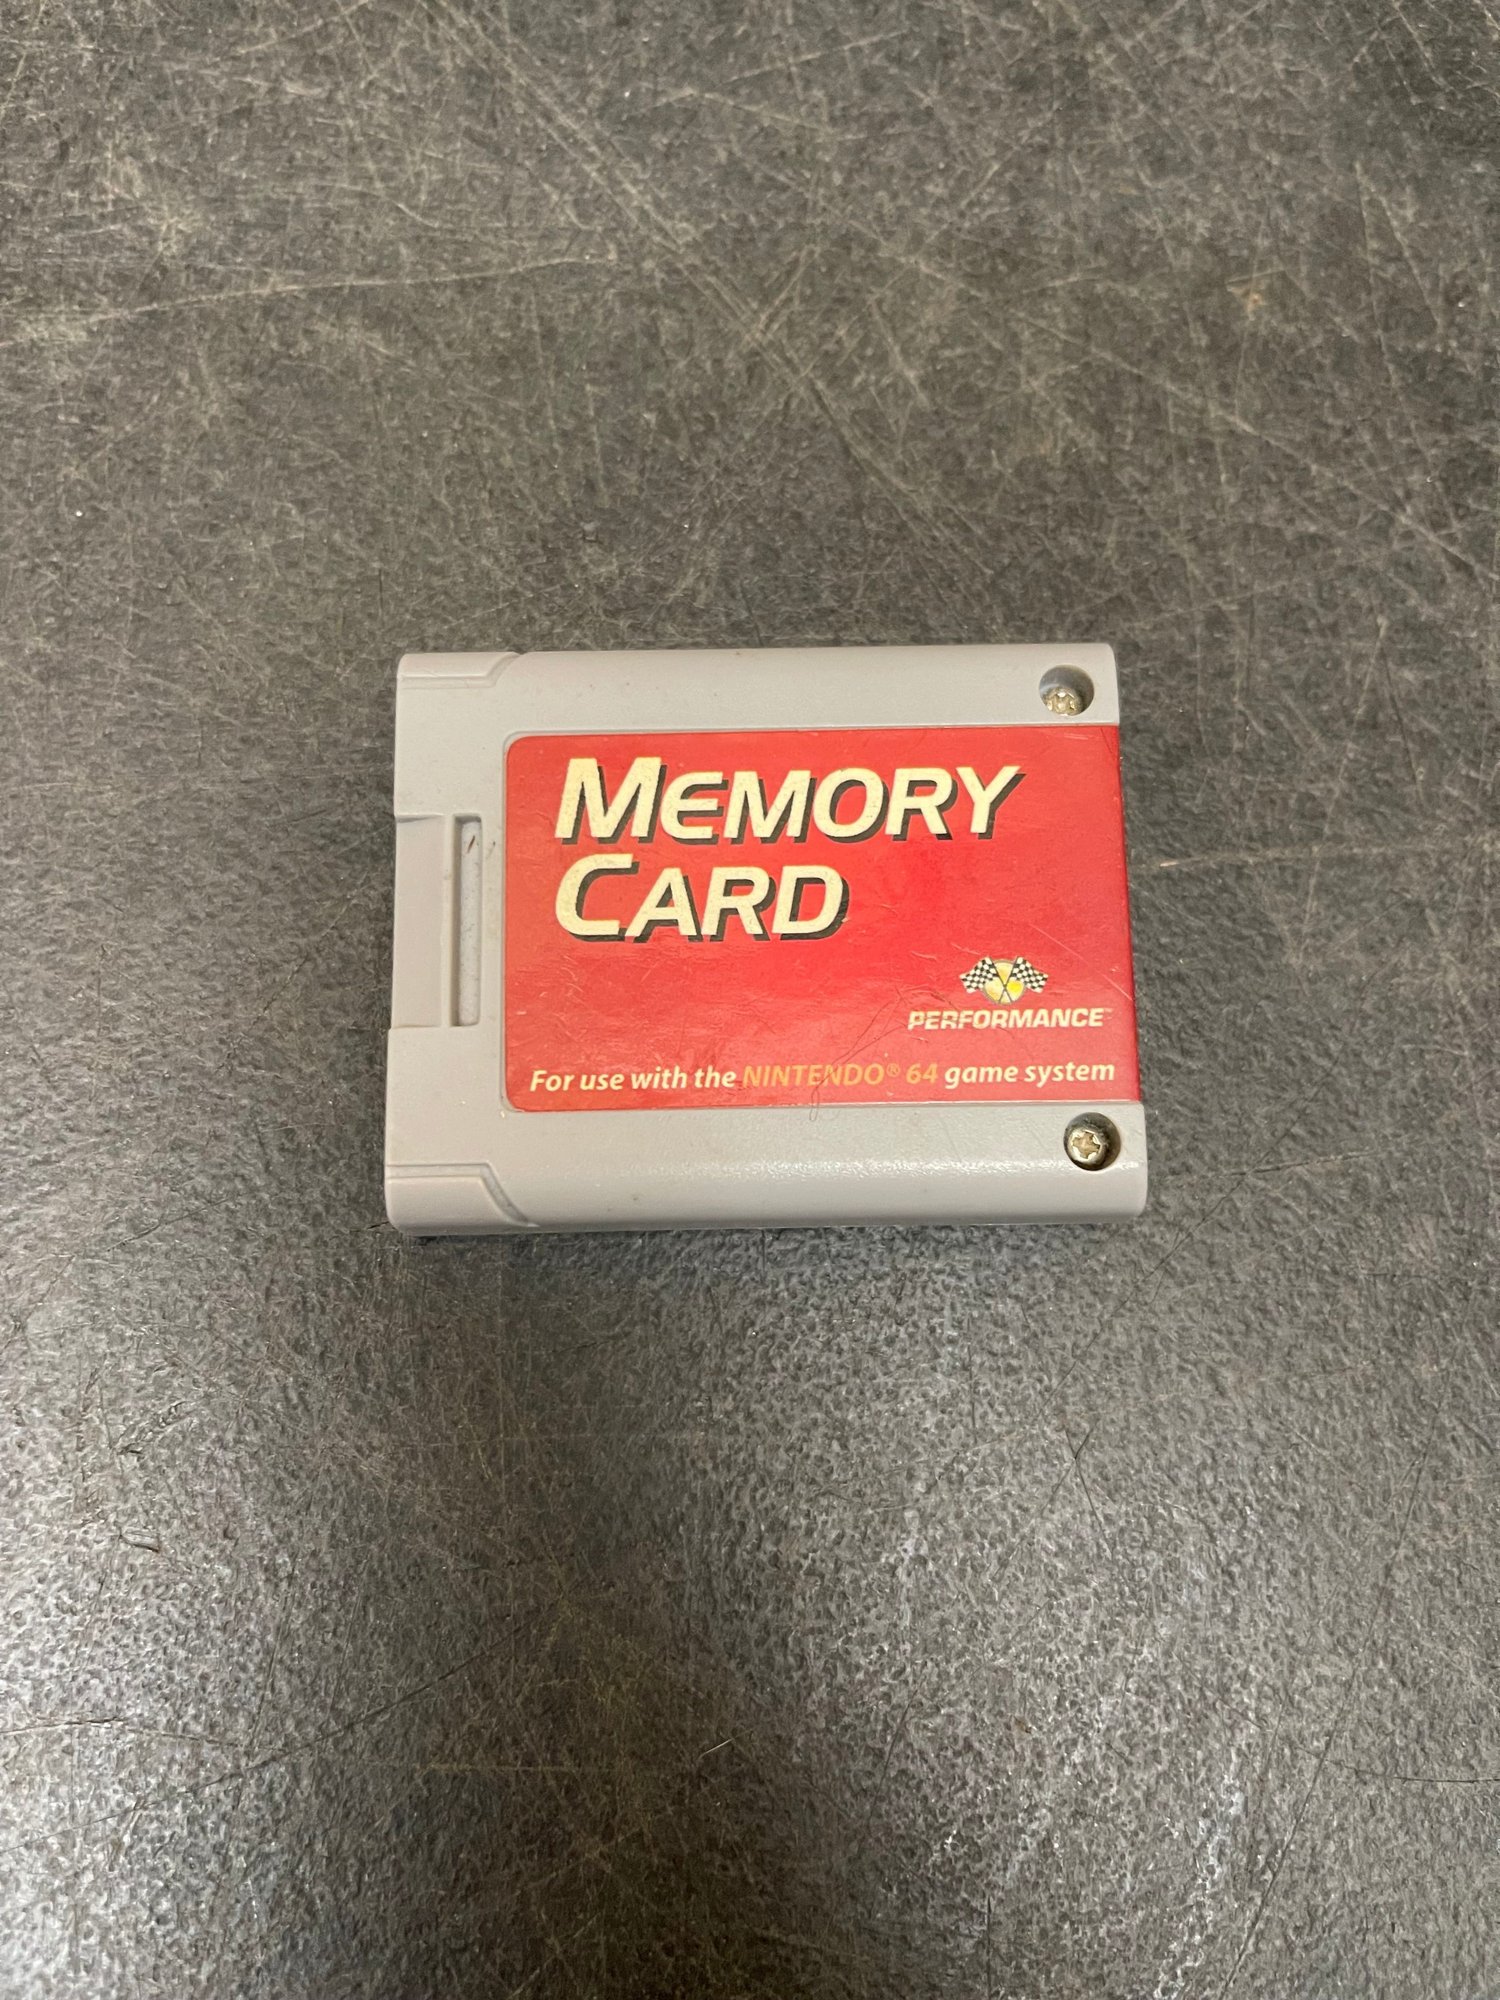 MEMORY
CARD
PERFORMANCE™
For use with the NINTENDO® 64 game system